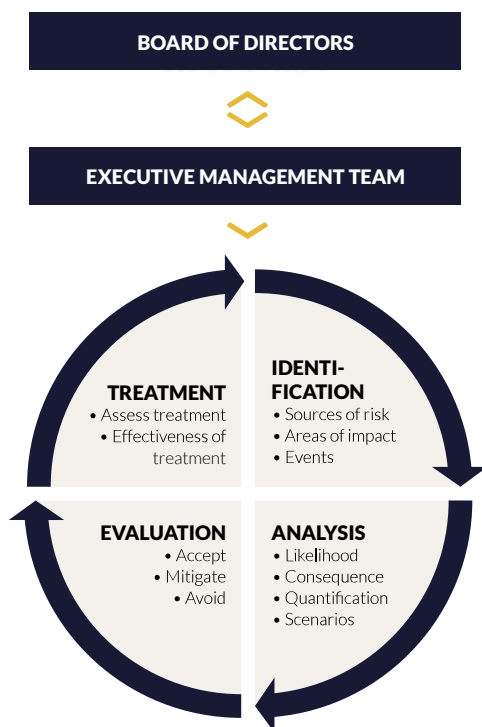 BOARD OF DIRECTORS
EXECUTIVE MANAGEMENT TEAM
TREATMENT
• Assess treatment
• Effectiveness of
treatment
IDENTI-
FICATION
• Sources of risk
• Areas of impact
• Events
EVALUATION
• Accept
• Mitigate
• Avoid
ANALYSIS
• Likelihood
• Consequence
• Quantification
• Scenarios